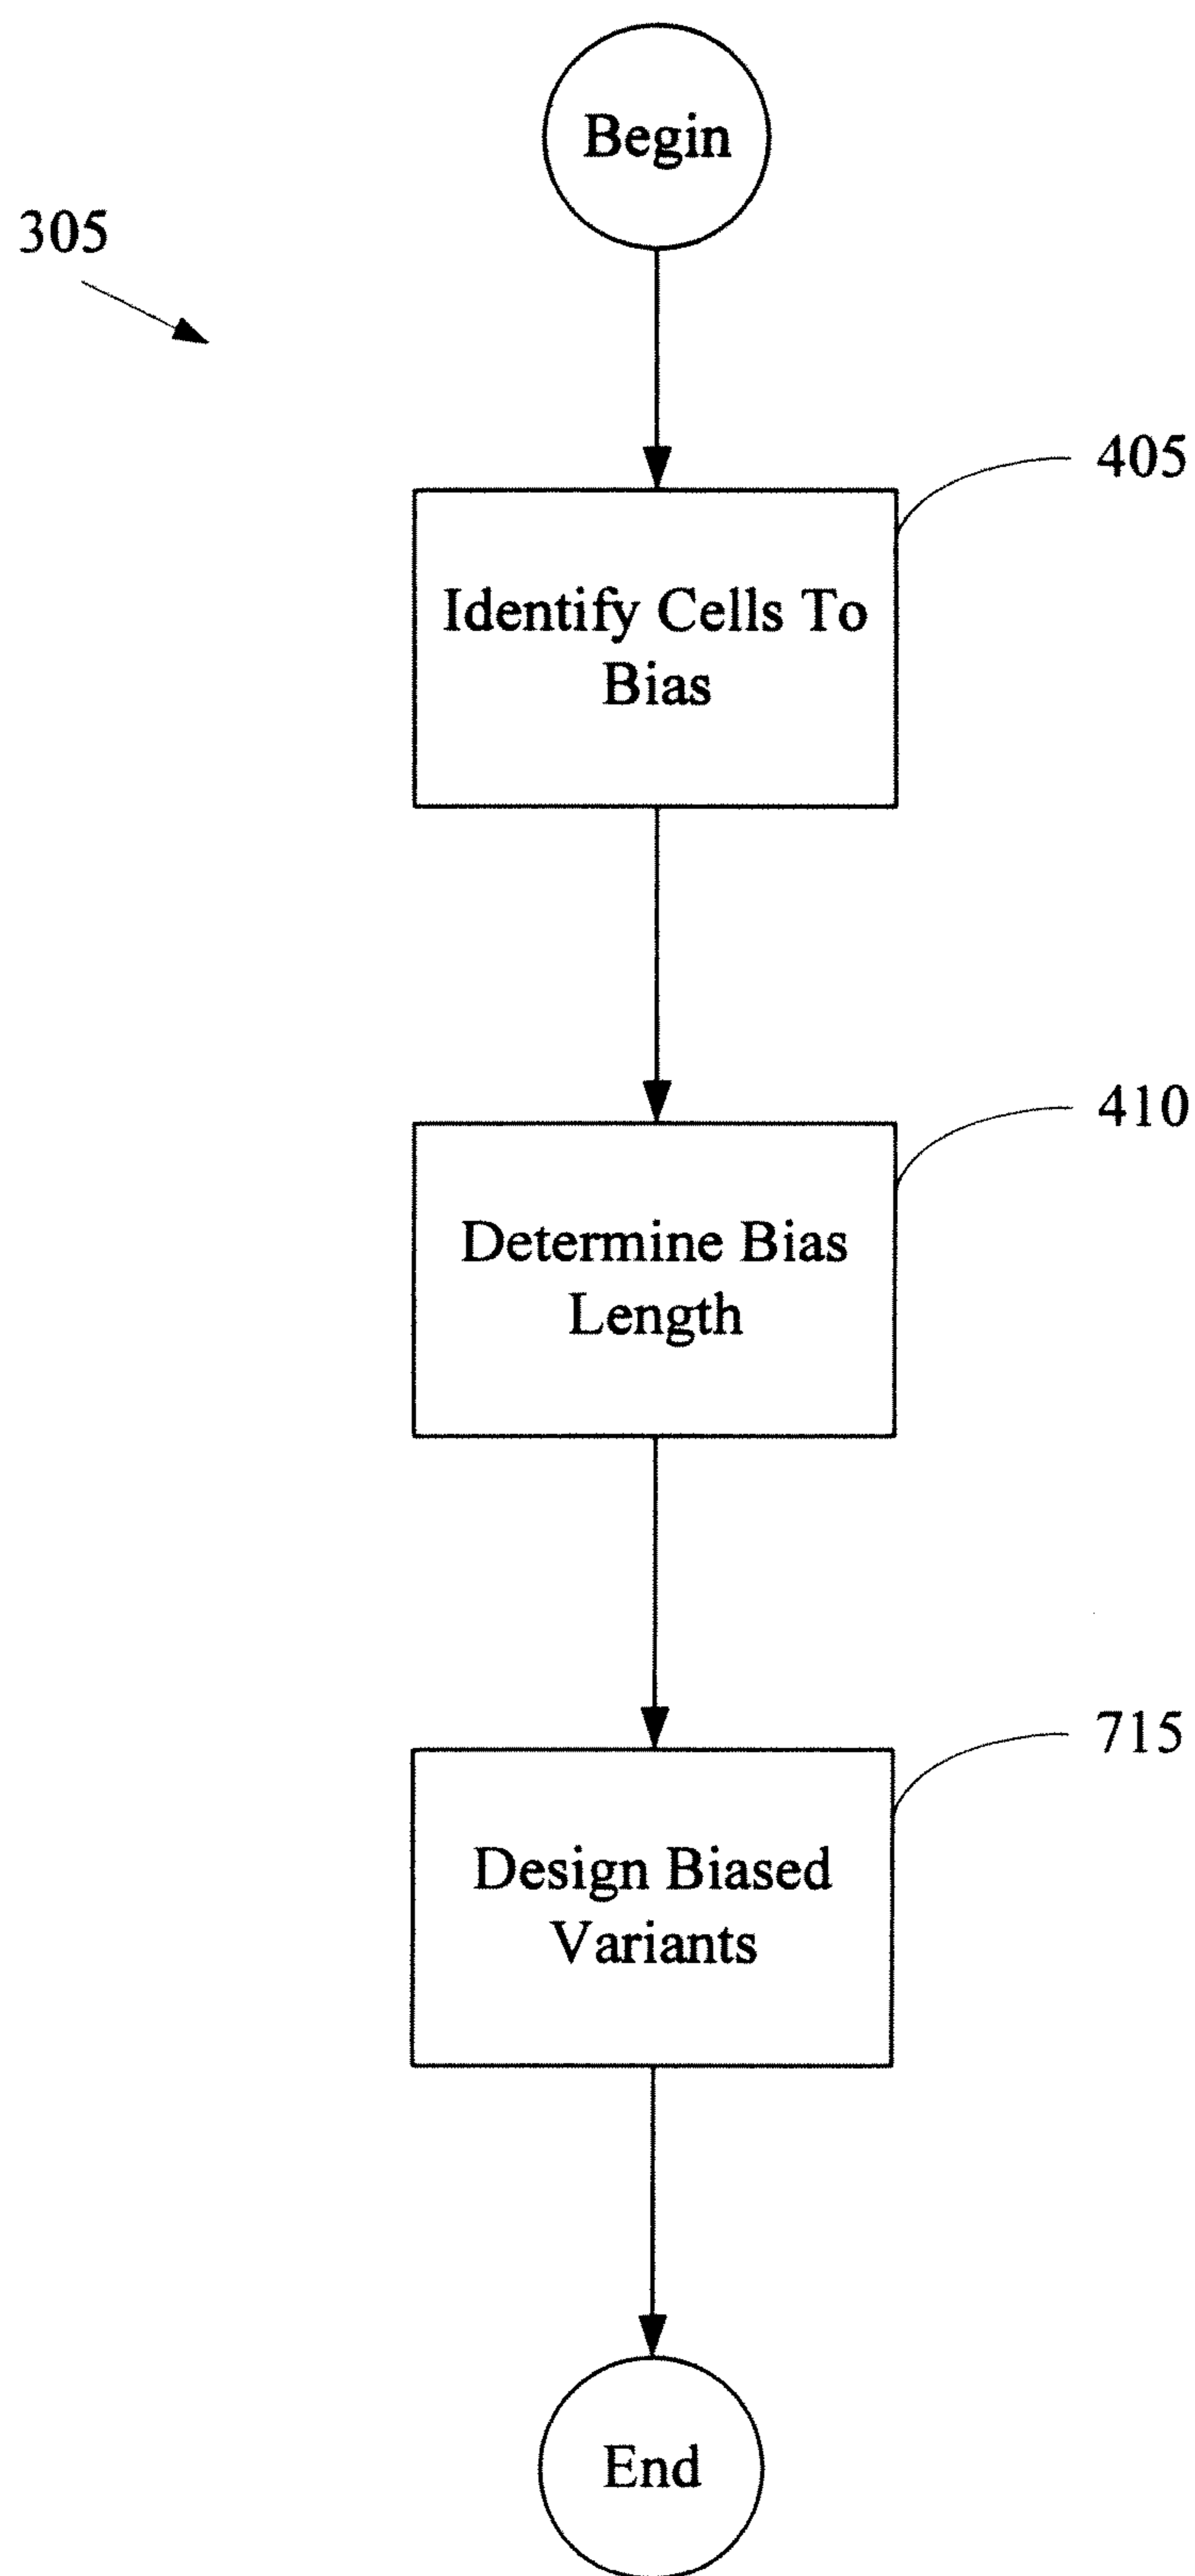 Begin
305
405
Identify Cells To
Bias
410
Determine Bias
Length
715
Design Biased
Variants
End